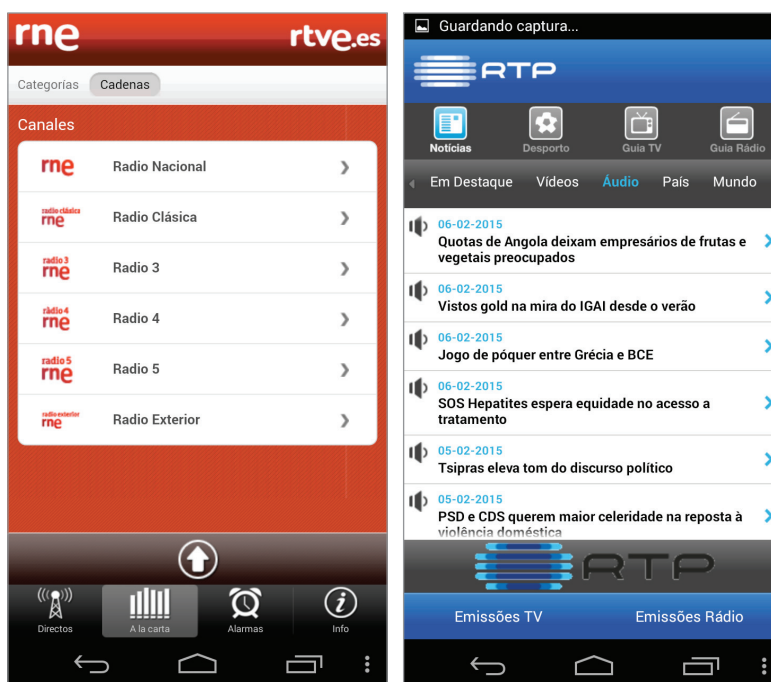 rne
rtve.es
Categorías Cadenas
Canales
rne Radio Nacional
radio clásica
rne
Radio Clásica
radio 3
rne
Radio 3
ràdio 4
rne
Radio 4
radio 5
rne
Radio 5
radio exterior
rne
Radio Exterior
Directos A la carta Alarmas Info
Guardando captura...
RTP
Notícias Desporto Guia TV Guia Rádio
Em Destaque Vídeos Áudio País Mundo
06-02-2015
Quotas de Angola deixam empresários de frutas e
vegetais preocupados
06-02-2015
Vistos gold na mira do IGAI desde o verão
06-02-2015
Jogo de póquer entre Grécia e BCE
06-02-2015
SOS Hepatites espera equidade no acesso a
tratamento
05-02-2015
Tsipras eleva tom do discurso político
05-02-2015
PSD e CDS querem maior celeridade na reposta à
violência doméstica
RTP
Emissões TV Emissões Rádio